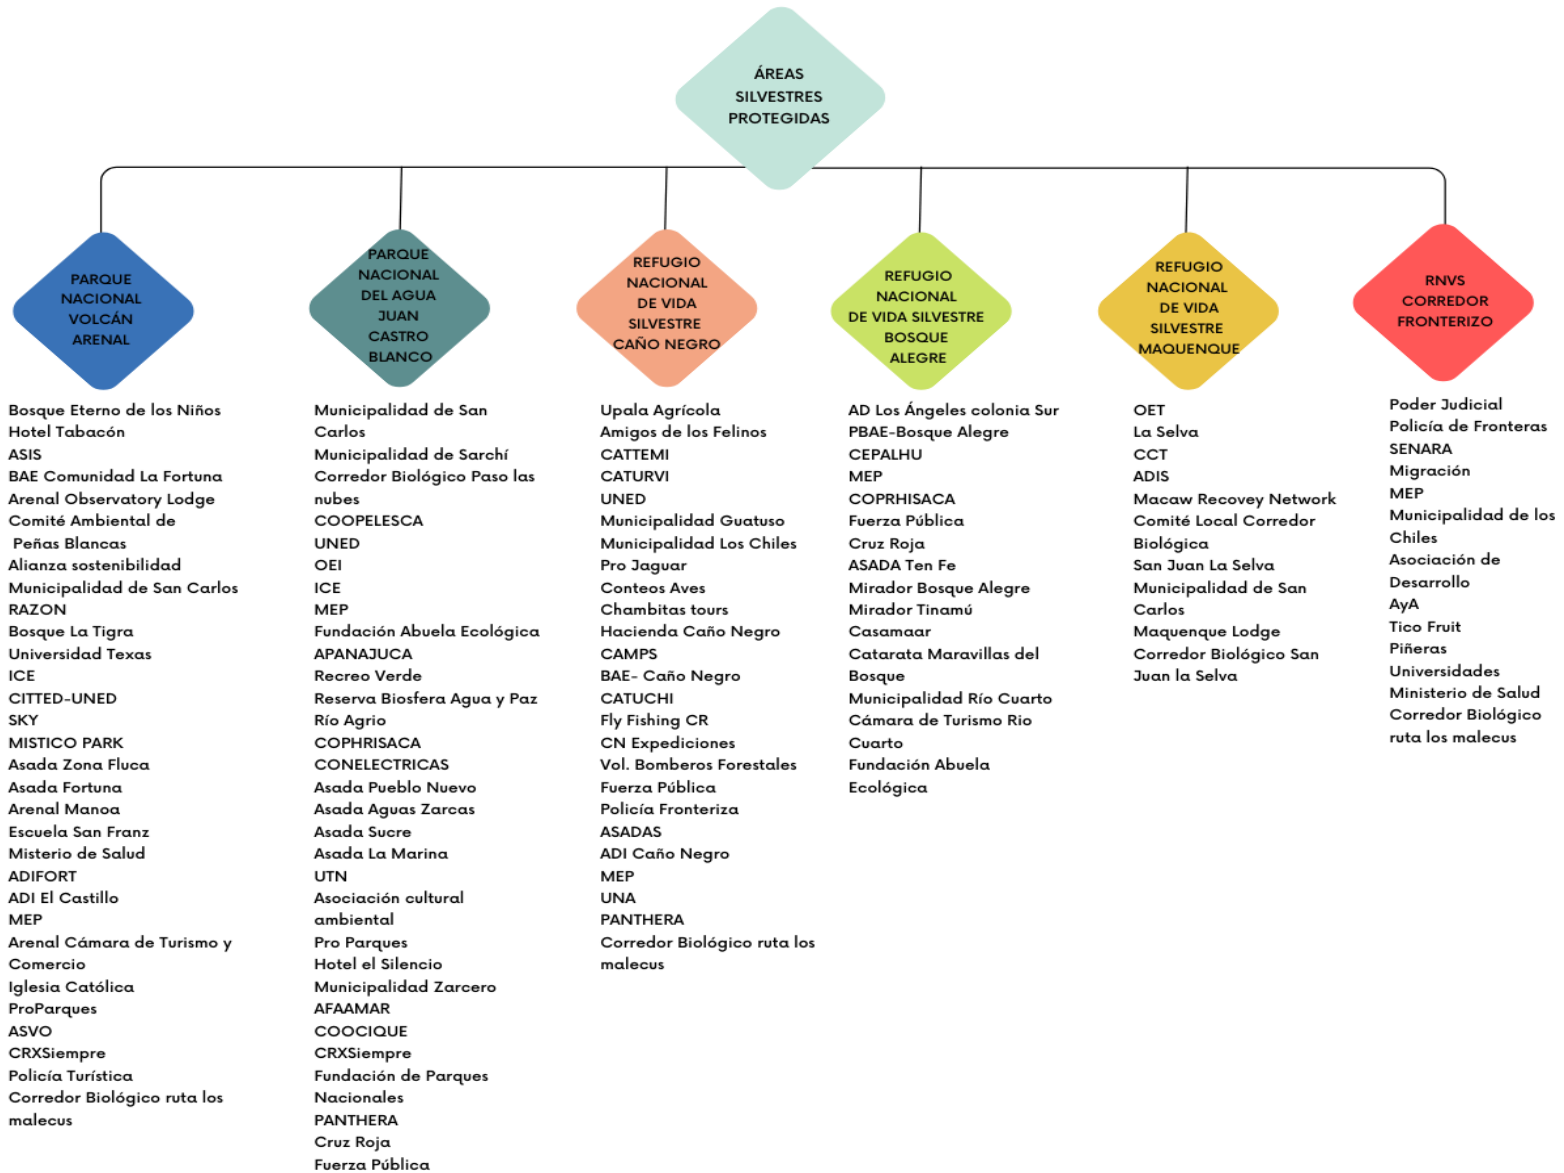 ÁREAS
SILVESTRES
PROTEGIDAS
PARQUE
NACIONAL
VOLCÁN
ARENAL
Bosque Eterno de los Niños
Hotel Tabacón
ASIS
BAE Comunidad La Fortuna
Arenal Observatory Lodge
Comité Ambiental de
Peñas Blancas
Alianza sostenibilidad
Municipalidad de San Carlos
RAZON
Bosque La Tigra
Universidad Texas
ICE
CITTED-UNED
SKY
MISTICO PARK
Asada Zona Fluca
Asada Fortuna
Arenal Manoa
Escuela San Franz
Misterio de Salud
ADIFORT
ADI El Castillo
MEP
Arenal Cámara de Turismo y
Comercio
Iglesia Católica
ProParques
ASVO
CRXSiempre
Policía Turística
Corredor Biológico ruta los
malecus
PARQUE
NACIONAL
DEL AGUA
JUAN
CASTRO
BLANCO
Municipalidad de San
Carlos
Municipalidad de Sarchí
Corredor Biológico Paso las
nubes
COOPELESCA
UNED
OEI
ICE
MEP
Fundación Abuela Ecológica
APANAJUCA
Recreo Verde
Reserva Biosfera Agua y Paz
Río Agrio
COPHRISACA
CONELECTRICAS
Asada Pueblo Nuevo
Asada Aguas Zarcas
Asada Sucre
Asada La Marina
UTN
Asociación cultural
ambiental
Pro Parques
Hotel el Silencio
Municipalidad Zarcero
AFAAMAR
COOCIQUE
CRXSiempre
Fundación de Parques
Nacionales
PANTHERA
Cruz Roja
Fuerza Pública
REFUGIO
NACIONAL
DE VIDA
SILVESTRE
CAÑO NEGRO
Upala Agrícola
Amigos de los Felinos
CATTEMI
CATURVI
UNED
Municipalidad Guatuso
Municipalidad Los Chiles
Pro Jaguar
Conteos Aves
Chambitas tours
Hacienda Caño Negro
CAMPS
BAE- Caño Negro
CATUCHI
Fly Fishing CR
CN Expediciones
Vol. Bomberos Forestales
Fuerza Pública
Policía Fronteriza
ASADAS
ADI Caño Negro
MEP
UNA
PANTHERA
Corredor Biológico ruta los
malecus
REFUGIO
NACIONAL
DE VIDA SILVESTRE
BOSQUE
ALEGRE
AD Los Ángeles colonia Sur
PBAE-Bosque Alegre
CEPALHU
MEP
COPRHISACA
Fuerza Pública
Cruz Roja
ASADA Ten Fe
Mirador Bosque Alegre
Mirador Tinamú
Casamaar
Catarata Maravillas del
Bosque
Municipalidad Río Cuarto
Cámara de Turismo Rio
Cuarto
Fundación Abuela
Ecológica
REFUGIO
NACIONAL
DE VIDA
SILVESTRE
MAQUENQUE
OET
La Selva
CCT
ADIS
Macaw Recovey Network
Comité Local Corredor
Biológica
San Juan La Selva
Municipalidad de San
Carlos
Maquenque Lodge
Corredor Biológico San
Juan la Selva
RNVS
CORREDOR
FRONTERIZO
Poder Judicial
Policía de Fronteras
SENARA
Migración
MEP
Municipalidad de los
Chiles
Asociación de
Desarrollo
AyA
Tico Fruit
Piñeras
Universidades
Ministerio de Salud
Corredor Biológico
ruta los malecus